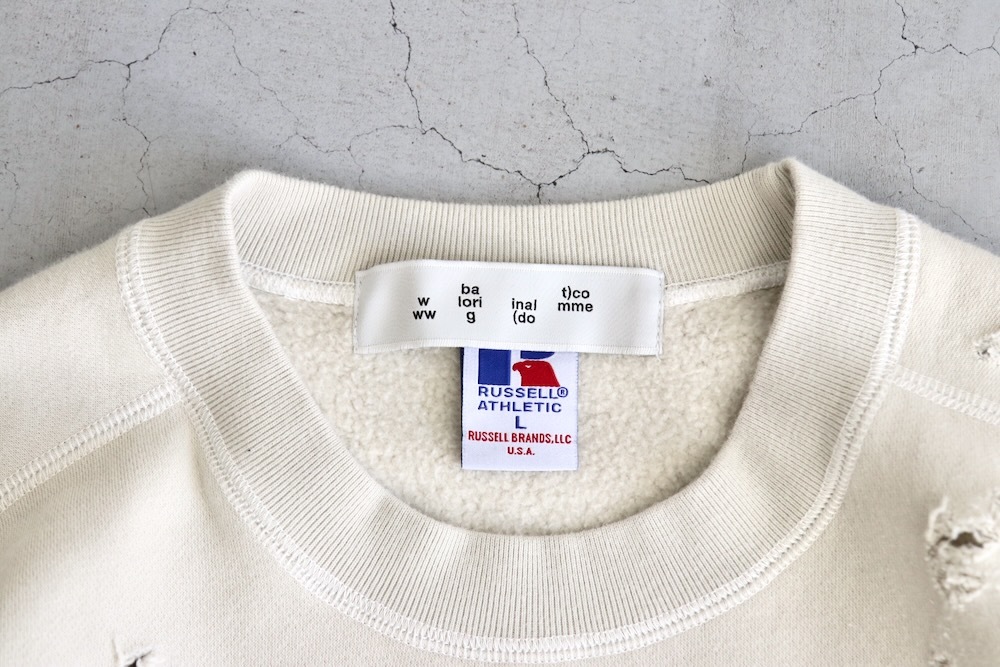 w
ww
ba
lori
g
inal
(do
t)co
mme
RUSSELL®
ATHLETIC
L
RUSSELL BRANDS,LLC
U.S.A.